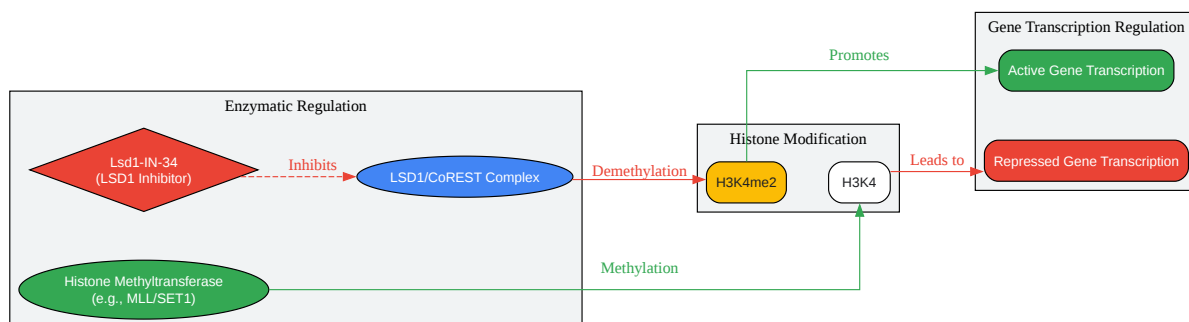 Gene Transcription Regulation
Promotes
Active Gene Transcription
Enzymatic Regulation
Histone Modification
Lsd1-IN-34
(LSD1 Inhibitor)
Inhibits
LSD1/CoREST Complex
Demethylation
H3K4me2
H3K4
Leads to
Repressed Gene Transcription
Histone Methyltransferase
(e.g., MLL/SET1)
Methylation